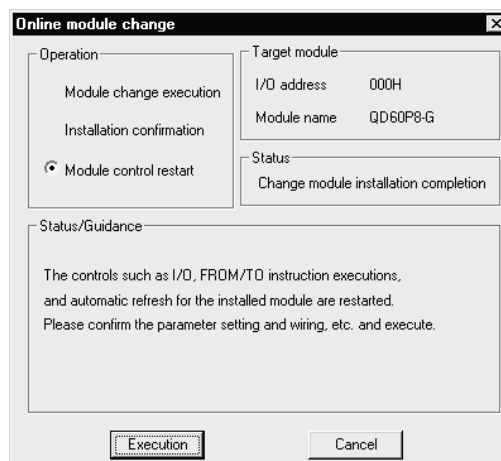 Online module change
Operation
Module change execution
Installation confirmation
Module control restart
Target module
I/O address 000H
Module name QD60P8-G
Status
Change module installation completion
Status/Guidance
The controls such as I/O, FROM/TO instruction executions,
and automatic refresh for the installed module are restarted.
Please confirm the parameter setting and wiring, etc. and execute.
Execution
Cancel